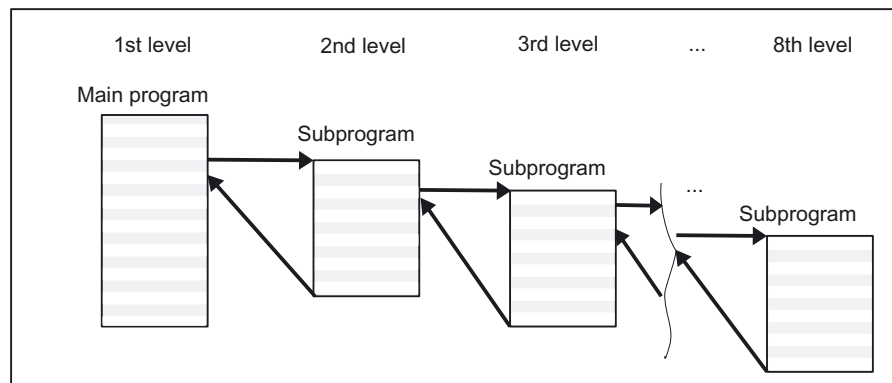 1st level 2nd level 3rd level ... 8th level
Main program
Subprogram
Subprogram
...
Subprogram